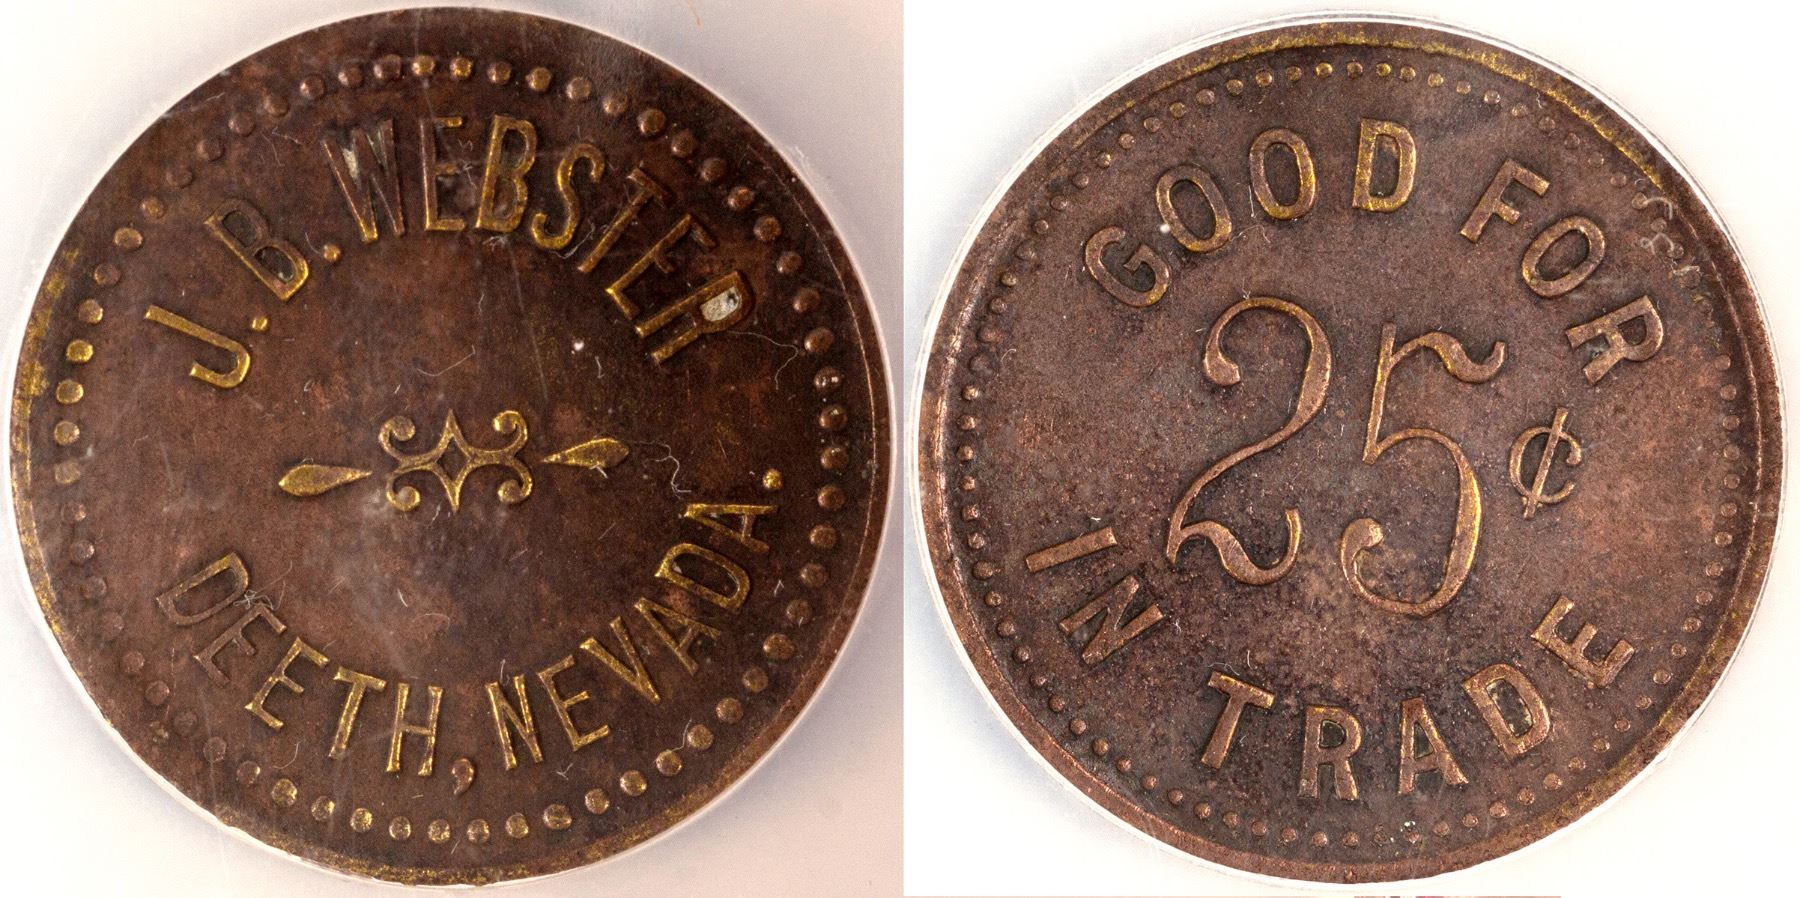 J. B. WEBSTER
DEETH, NEVADA.
GOOD FOR
25¢
IN TRADE